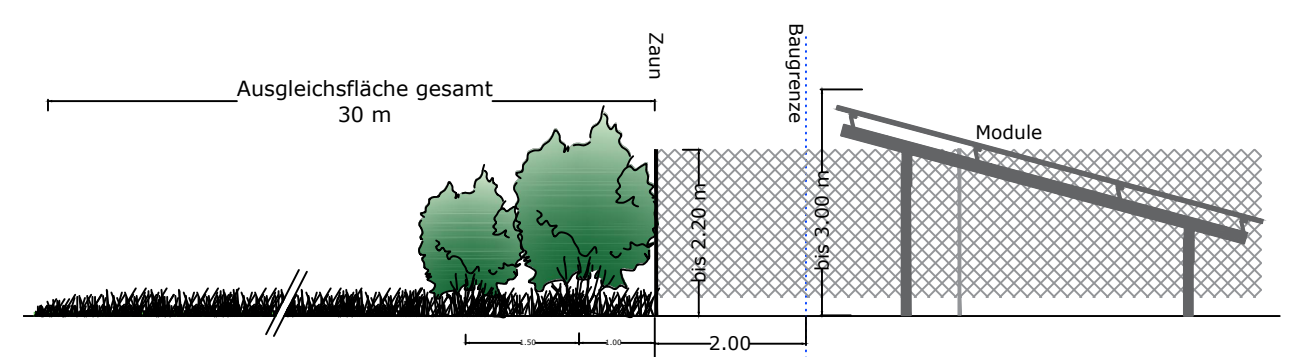 Zaun
Baugrenze
Ausgleichsfläche gesamt
30 m
Module
bis 2.20 m
bis 3.00 m
1.50
1.00
2.00